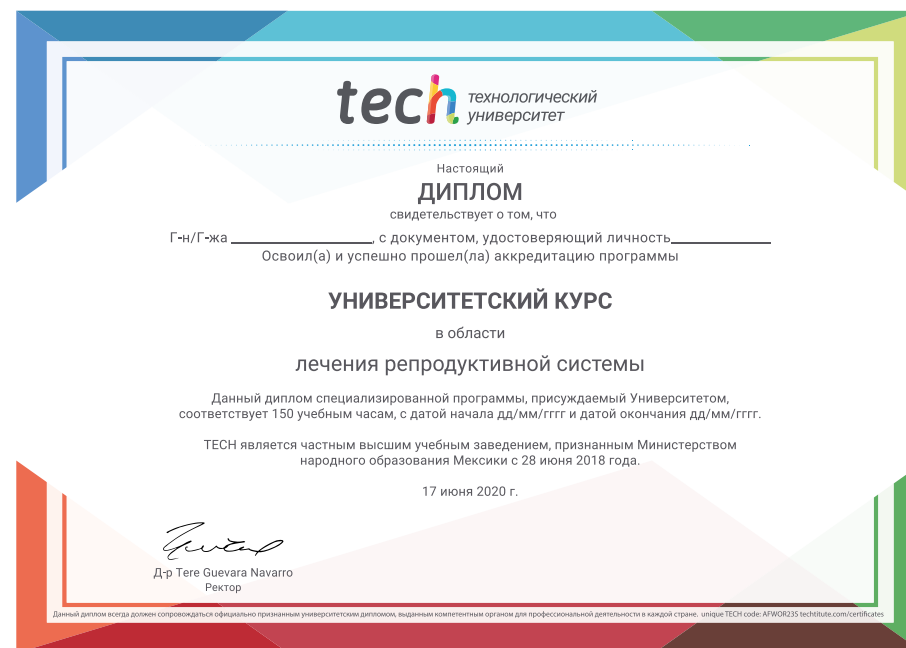 tech технологический
университет
Настоящий
ДИПЛОМ
свидетельствует о том, что
Г-н/Г-жа ____________________, с документом, удостоверяющий личность______________
Освоил(а) и успешно прошел(ла) аккредитацию программы
УНИВЕРСИТЕТСКИЙ КУРС
в области
лечения репродуктивной системы
Данный диплом специализированной программы, присуждаемый Университетом,
соответствует 150 учебным часам, с датой начала дд/мм/гггг и датой окончания дд/мм/гггг.
TECH является частным высшим учебным заведением, признанным Министерством
народного образования Мексики с 28 июня 2018 года.
17 июня 2020 г.
Д-р Tere Guevara Navarro
Ректор
Данный диплом всегда должен сопровождаться официально признанным университетским дипломом, выданным компетентным органом для профессиональной деятельности в каждой стране. unique TECH code: AFWOR23S techtitute.com/certificates